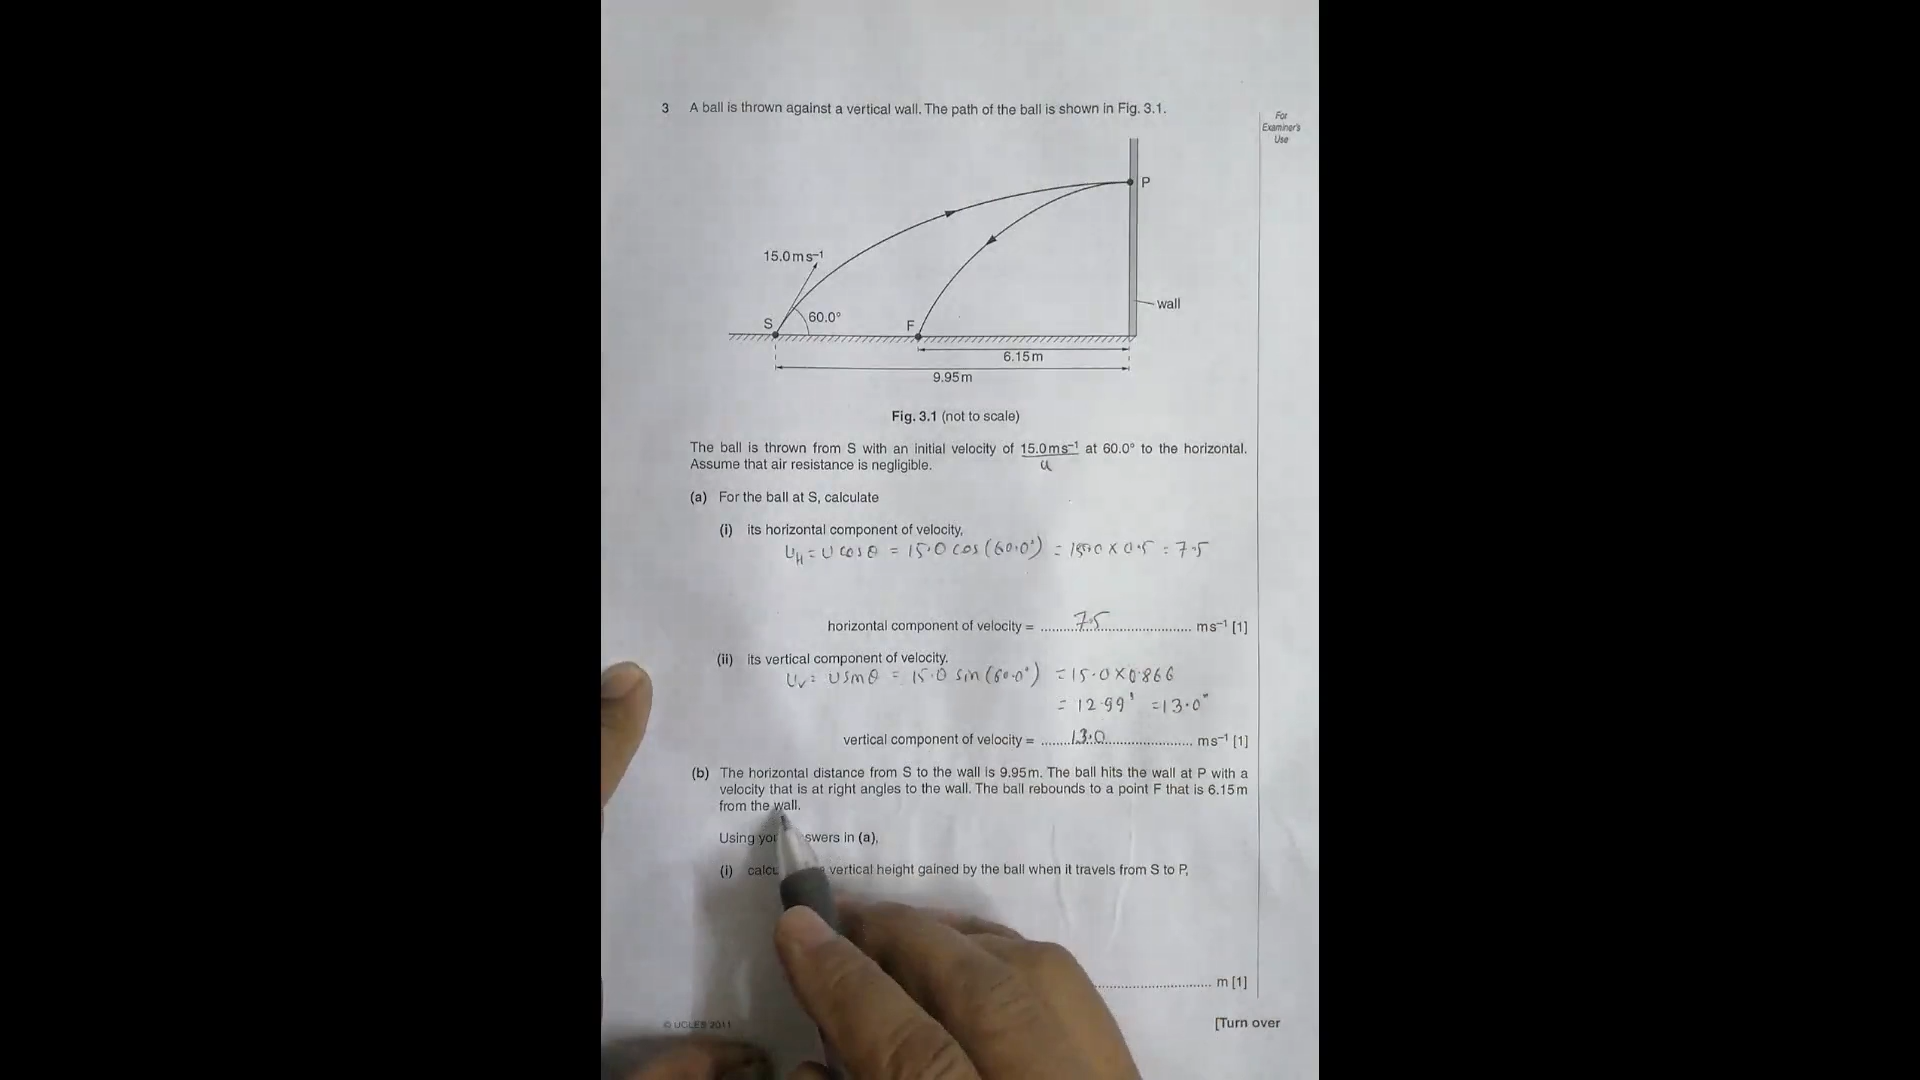 3 A ball is thrown against a vertical wall. The path of the ball is shown in Fig. 3.1.
For
Examiner's
Use
P
15.0 m s⁻¹
wall
S
60.0°
F
6.15 m
9.95 m
Fig. 3.1 (not to scale)
The ball is thrown from S with an initial velocity of 15.0 m s⁻¹ at 60.0° to the horizontal.
u
Assume that air resistance is negligible.
(a) For the ball at S, calculate
(i) its horizontal component of velocity,
U_H = U cos θ = 15.0 cos (60.0°) = 15.0 × 0.5 = 7.5
horizontal component of velocity = 7.5 m s⁻¹ [1]
(ii) its vertical component of velocity.
U_v = U sin θ = 15.0 sin (60.0°) = 15.0 × 0.866
= 12.99 = 13.0
vertical component of velocity = 13.0 m s⁻¹ [1]
(b) The horizontal distance from S to the wall is 9.95 m. The ball hits the wall at P with a
velocity that is at right angles to the wall. The ball rebounds to a point F that is 6.15 m
from the wall.
Using in (a),
(i) vertical height gained by the ball when it travels from S to P,
m [1]
© UCLES 2011
[Turn over